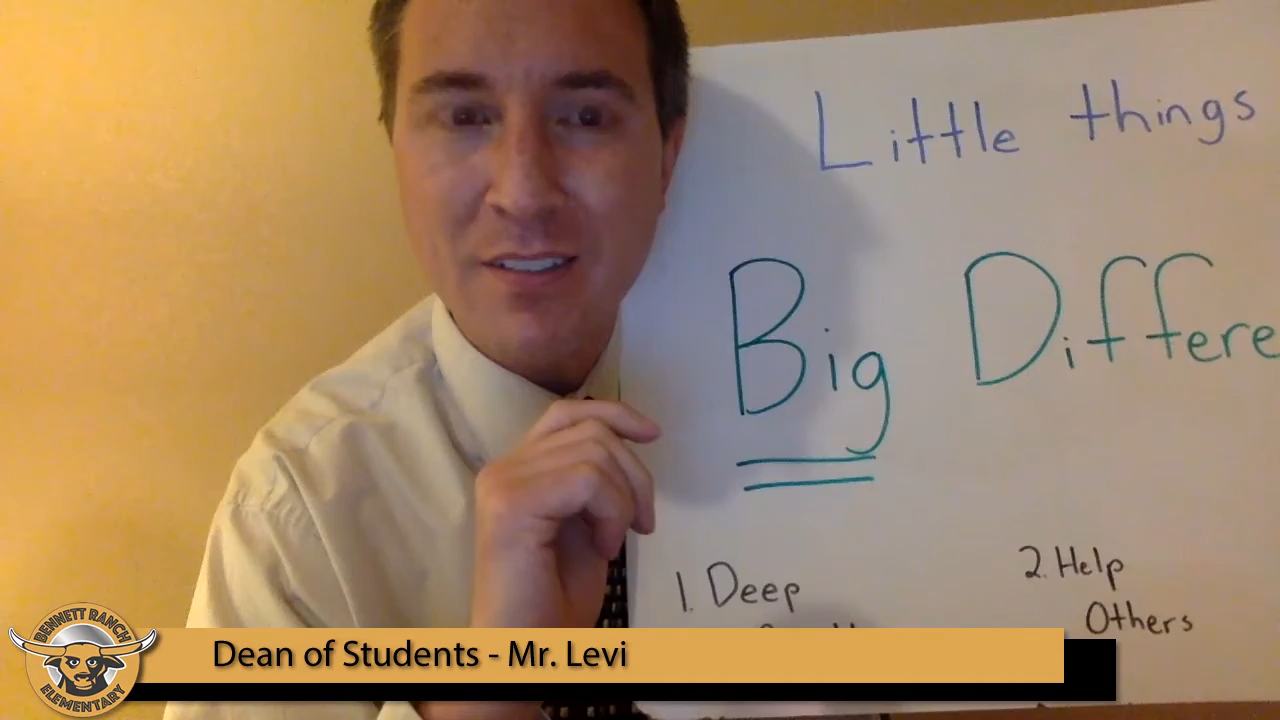 Little things
Big Differe
1. Deep
2. Help
Others
Dean of Students - Mr. Levi
BENNETT RANCH
ELEMENTARY